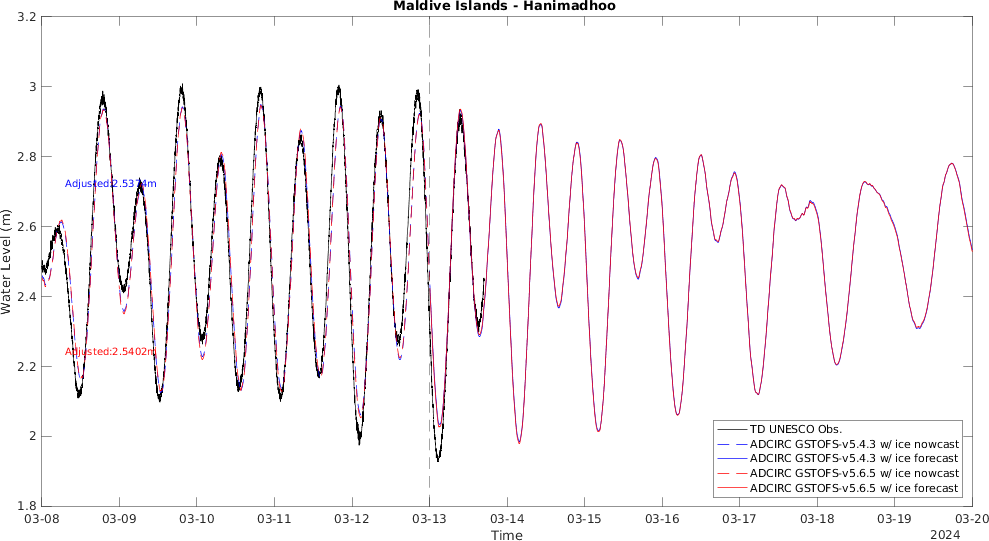 Maldive Islands - Hanimadhoo
3.2
3
2.8
2.6
2.4
2.2
2
1.8
Water Level (m)
Adjusted:2.5374m
Adjusted:2.5402m
TD UNESCO Obs.
ADCIRC GSTOFS-v5.4.3 w/ ice nowcast
ADCIRC GSTOFS-v5.4.3 w/ ice forecast
ADCIRC GSTOFS-v5.6.5 w/ ice nowcast
ADCIRC GSTOFS-v5.6.5 w/ ice forecast
03-08 03-09 03-10 03-11 03-12 03-13 03-14 03-15 03-16 03-17 03-18 03-19 03-20
Time
2024